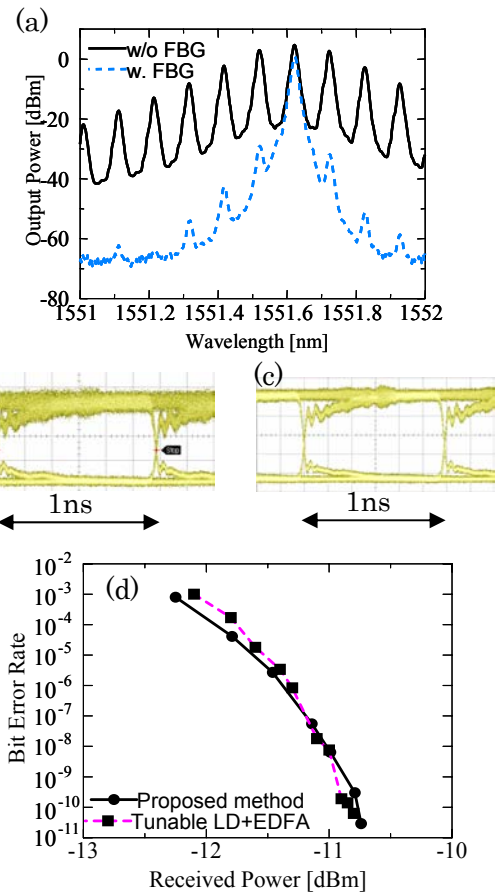 (a)
w/o FBG
w. FBG
Output Power [dBm]
0
-20
-40
-60
-80
1551 1551.2 1551.4 1551.6 1551.8 1552
Wavelength [nm]
(c)
Stop
1ns 1ns
(d)
Bit Error Rate
10-2
10-3
10-4
10-5
10-6
10-7
10-8
10-9
10-10
10-11
Proposed method
Tunable LD+EDFA
-13 -12 -11 -10
Received Power [dBm]